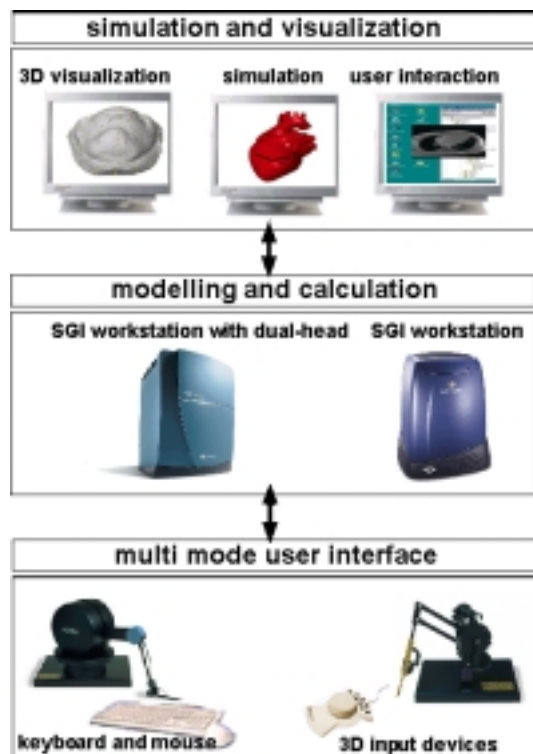 simulation and visualization
3D visualization simulation user interaction
modelling and calculation
SGI workstation with dual-head SGI workstation
multi mode user interface
keyboard and mouse 3D input devices